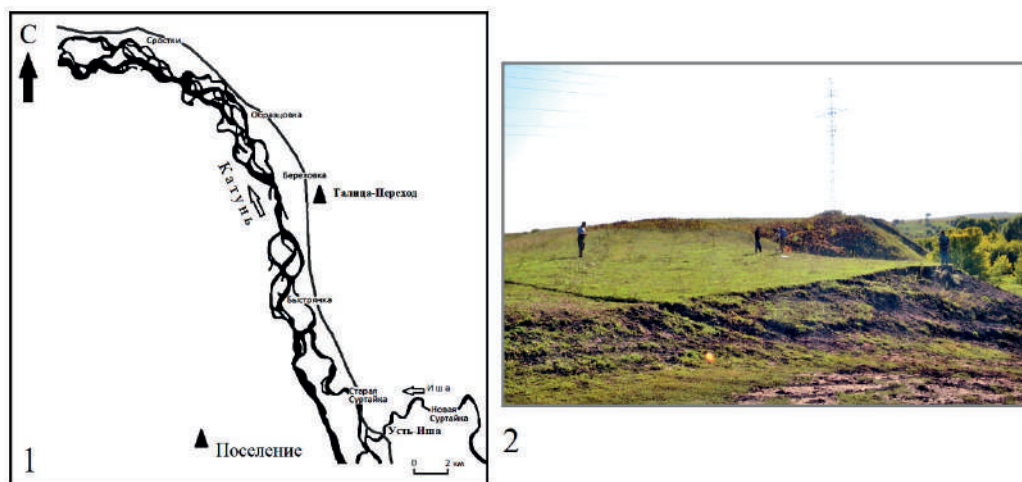 С
Сростки
Образцовка
Березовка
Талица-Переход
Катунь
Быстрянка
Старая
Суртайка
Иша
Новая
Суртайка
Усть-Иша
Поселение
0 2 км
1
2